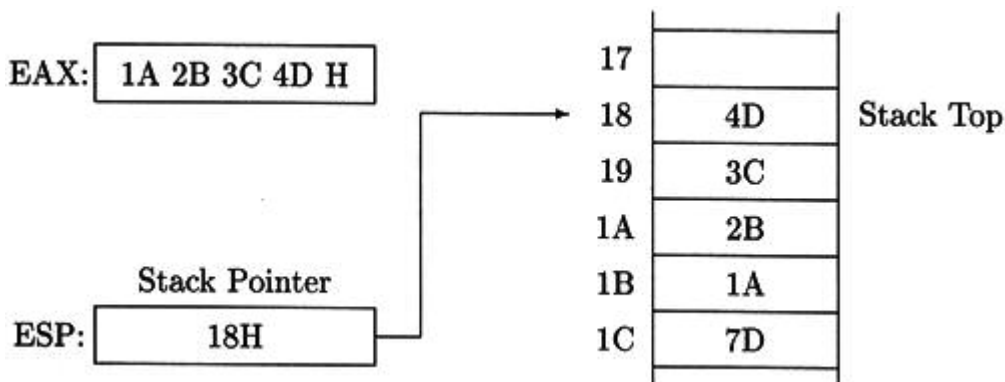 EAX: 1A 2B 3C 4D H
17
18 4D Stack Top
19 3C
1A 2B
1B 1A
Stack Pointer
ESP: 18H
1C 7D